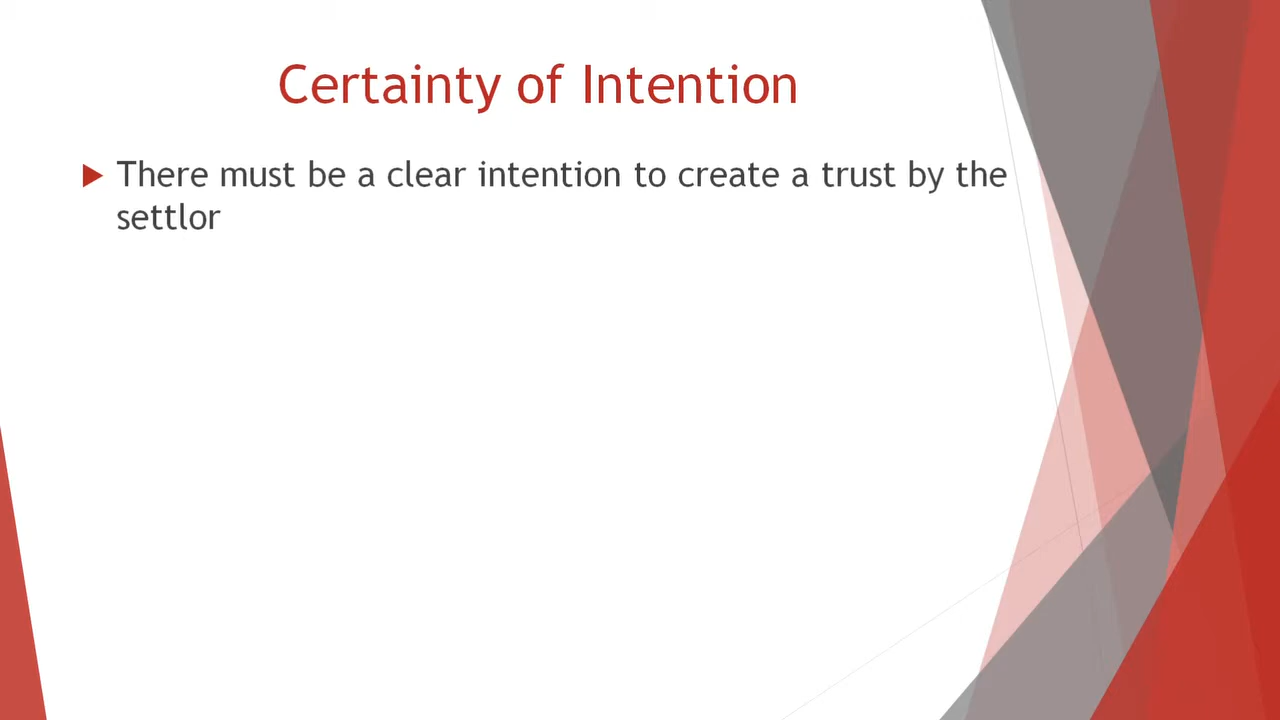 Certainty of Intention
There must be a clear intention to create a trust by the
settlor